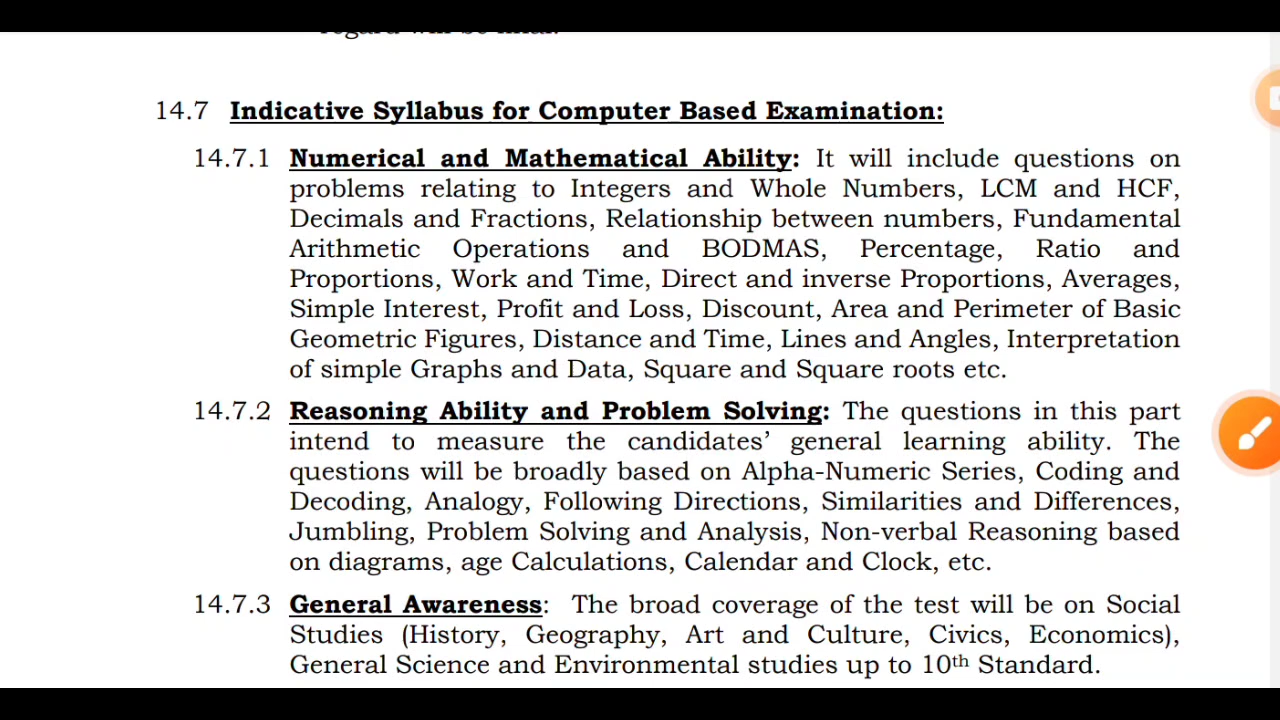 regard will be final.
14.7 Indicative Syllabus for Computer Based Examination:
14.7.1 Numerical and Mathematical Ability: It will include questions on
problems relating to Integers and Whole Numbers, LCM and HCF,
Decimals and Fractions, Relationship between numbers, Fundamental
Arithmetic Operations and BODMAS, Percentage, Ratio and
Proportions, Work and Time, Direct and inverse Proportions, Averages,
Simple Interest, Profit and Loss, Discount, Area and Perimeter of Basic
Geometric Figures, Distance and Time, Lines and Angles, Interpretation
of simple Graphs and Data, Square and Square roots etc.
14.7.2 Reasoning Ability and Problem Solving: The questions in this part
intend to measure the candidates’ general learning ability. The
questions will be broadly based on Alpha-Numeric Series, Coding and
Decoding, Analogy, Following Directions, Similarities and Differences,
Jumbling, Problem Solving and Analysis, Non-verbal Reasoning based
on diagrams, age Calculations, Calendar and Clock, etc.
14.7.3 General Awareness: The broad coverage of the test will be on Social
Studies (History, Geography, Art and Culture, Civics, Economics),
General Science and Environmental studies up to 10th Standard.